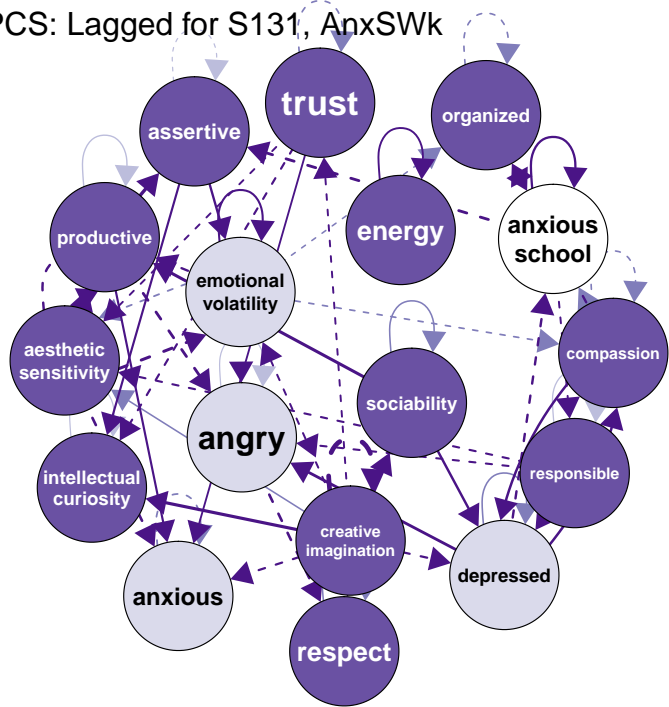 PCS: Lagged for S131, AnxSWk
trust
organized
assertive
energy
anxious
school
productive
emotional
volatility
compassion
aesthetic
sensitivity
sociability
angry
responsible
intellectual
curiosity
creative
imagination
depressed
anxious
respect